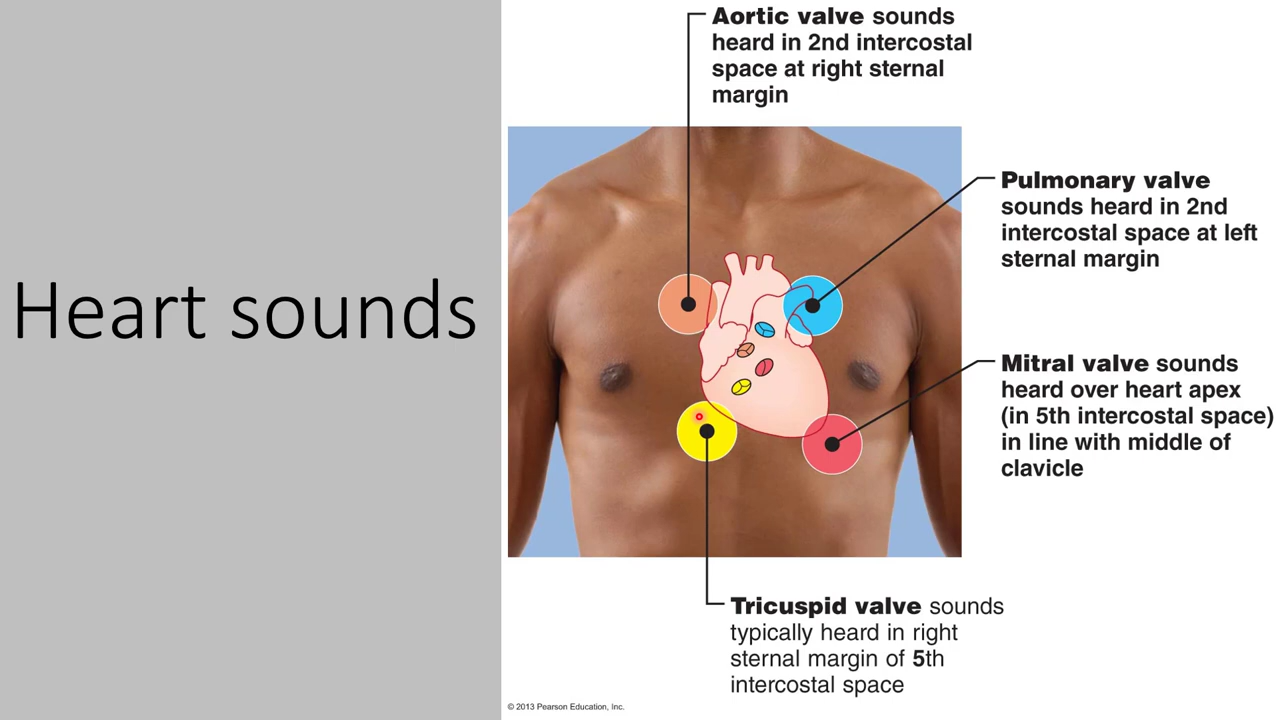 Heart sounds
Aortic valve sounds
heard in 2nd intercostal
space at right sternal
margin
Pulmonary valve
sounds heard in 2nd
intercostal space at left
sternal margin
Mitral valve sounds
heard over heart apex
(in 5th intercostal space)
in line with middle of
clavicle
Tricuspid valve sounds
typically heard in right
sternal margin of 5th
intercostal space
© 2013 Pearson Education, Inc.